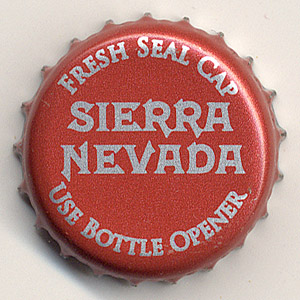 FRESH SEAL CAP
SIERRA
NEVADA
USE BOTTLE OPENER